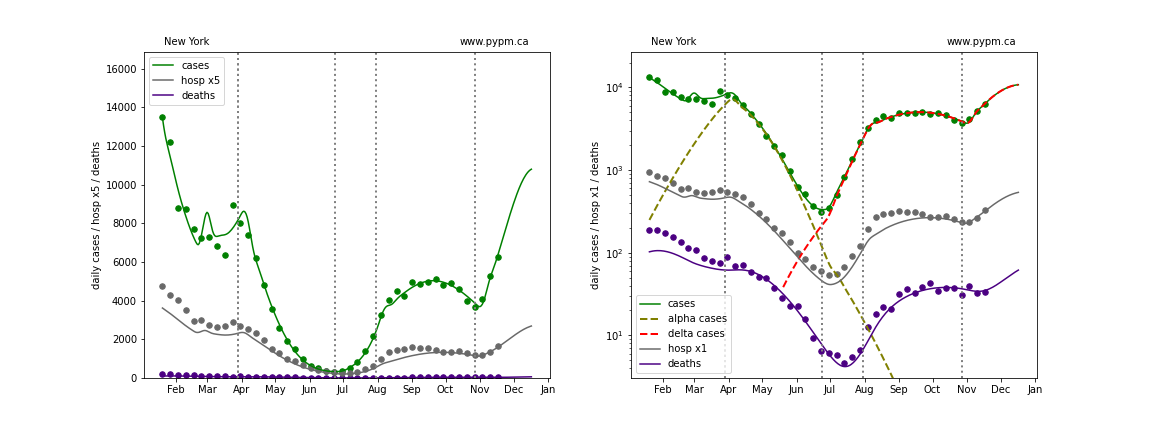 New York
www.pypm.ca
daily cases / hosp x5 / deaths
16000
14000
12000
10000
8000
6000
4000
2000
0
cases
hosp x5
deaths
Feb Mar Apr May Jun Jul Aug Sep Oct Nov Dec Jan
New York
www.pypm.ca
daily cases / hosp x1 / deaths
10⁴
10³
10²
10¹
cases
alpha cases
delta cases
hosp x1
deaths
Feb Mar Apr May Jun Jul Aug Sep Oct Nov Dec Jan